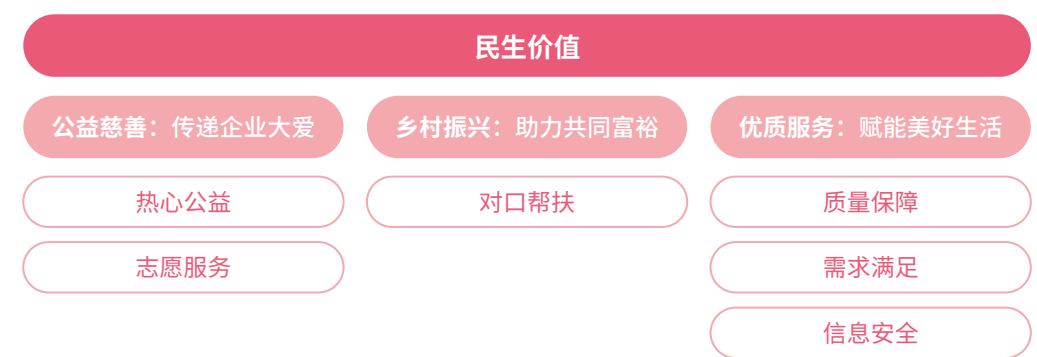 民生价值
公益慈善：传递企业大爱
热心公益
志愿服务
乡村振兴：助力共同富裕
对口帮扶
优质服务：赋能美好生活
质量保障
需求满足
信息安全